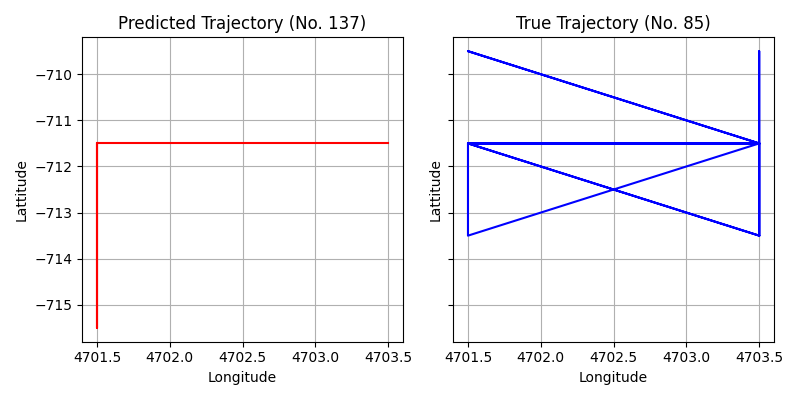 Predicted Trajectory (No. 137)
True Trajectory (No. 85)
−710
−711
−712
−713
−714
−715
Lattitude
Lattitude
4701.5 4702.0 4702.5 4703.0 4703.5
4701.5 4702.0 4702.5 4703.0 4703.5
Longitude
Longitude